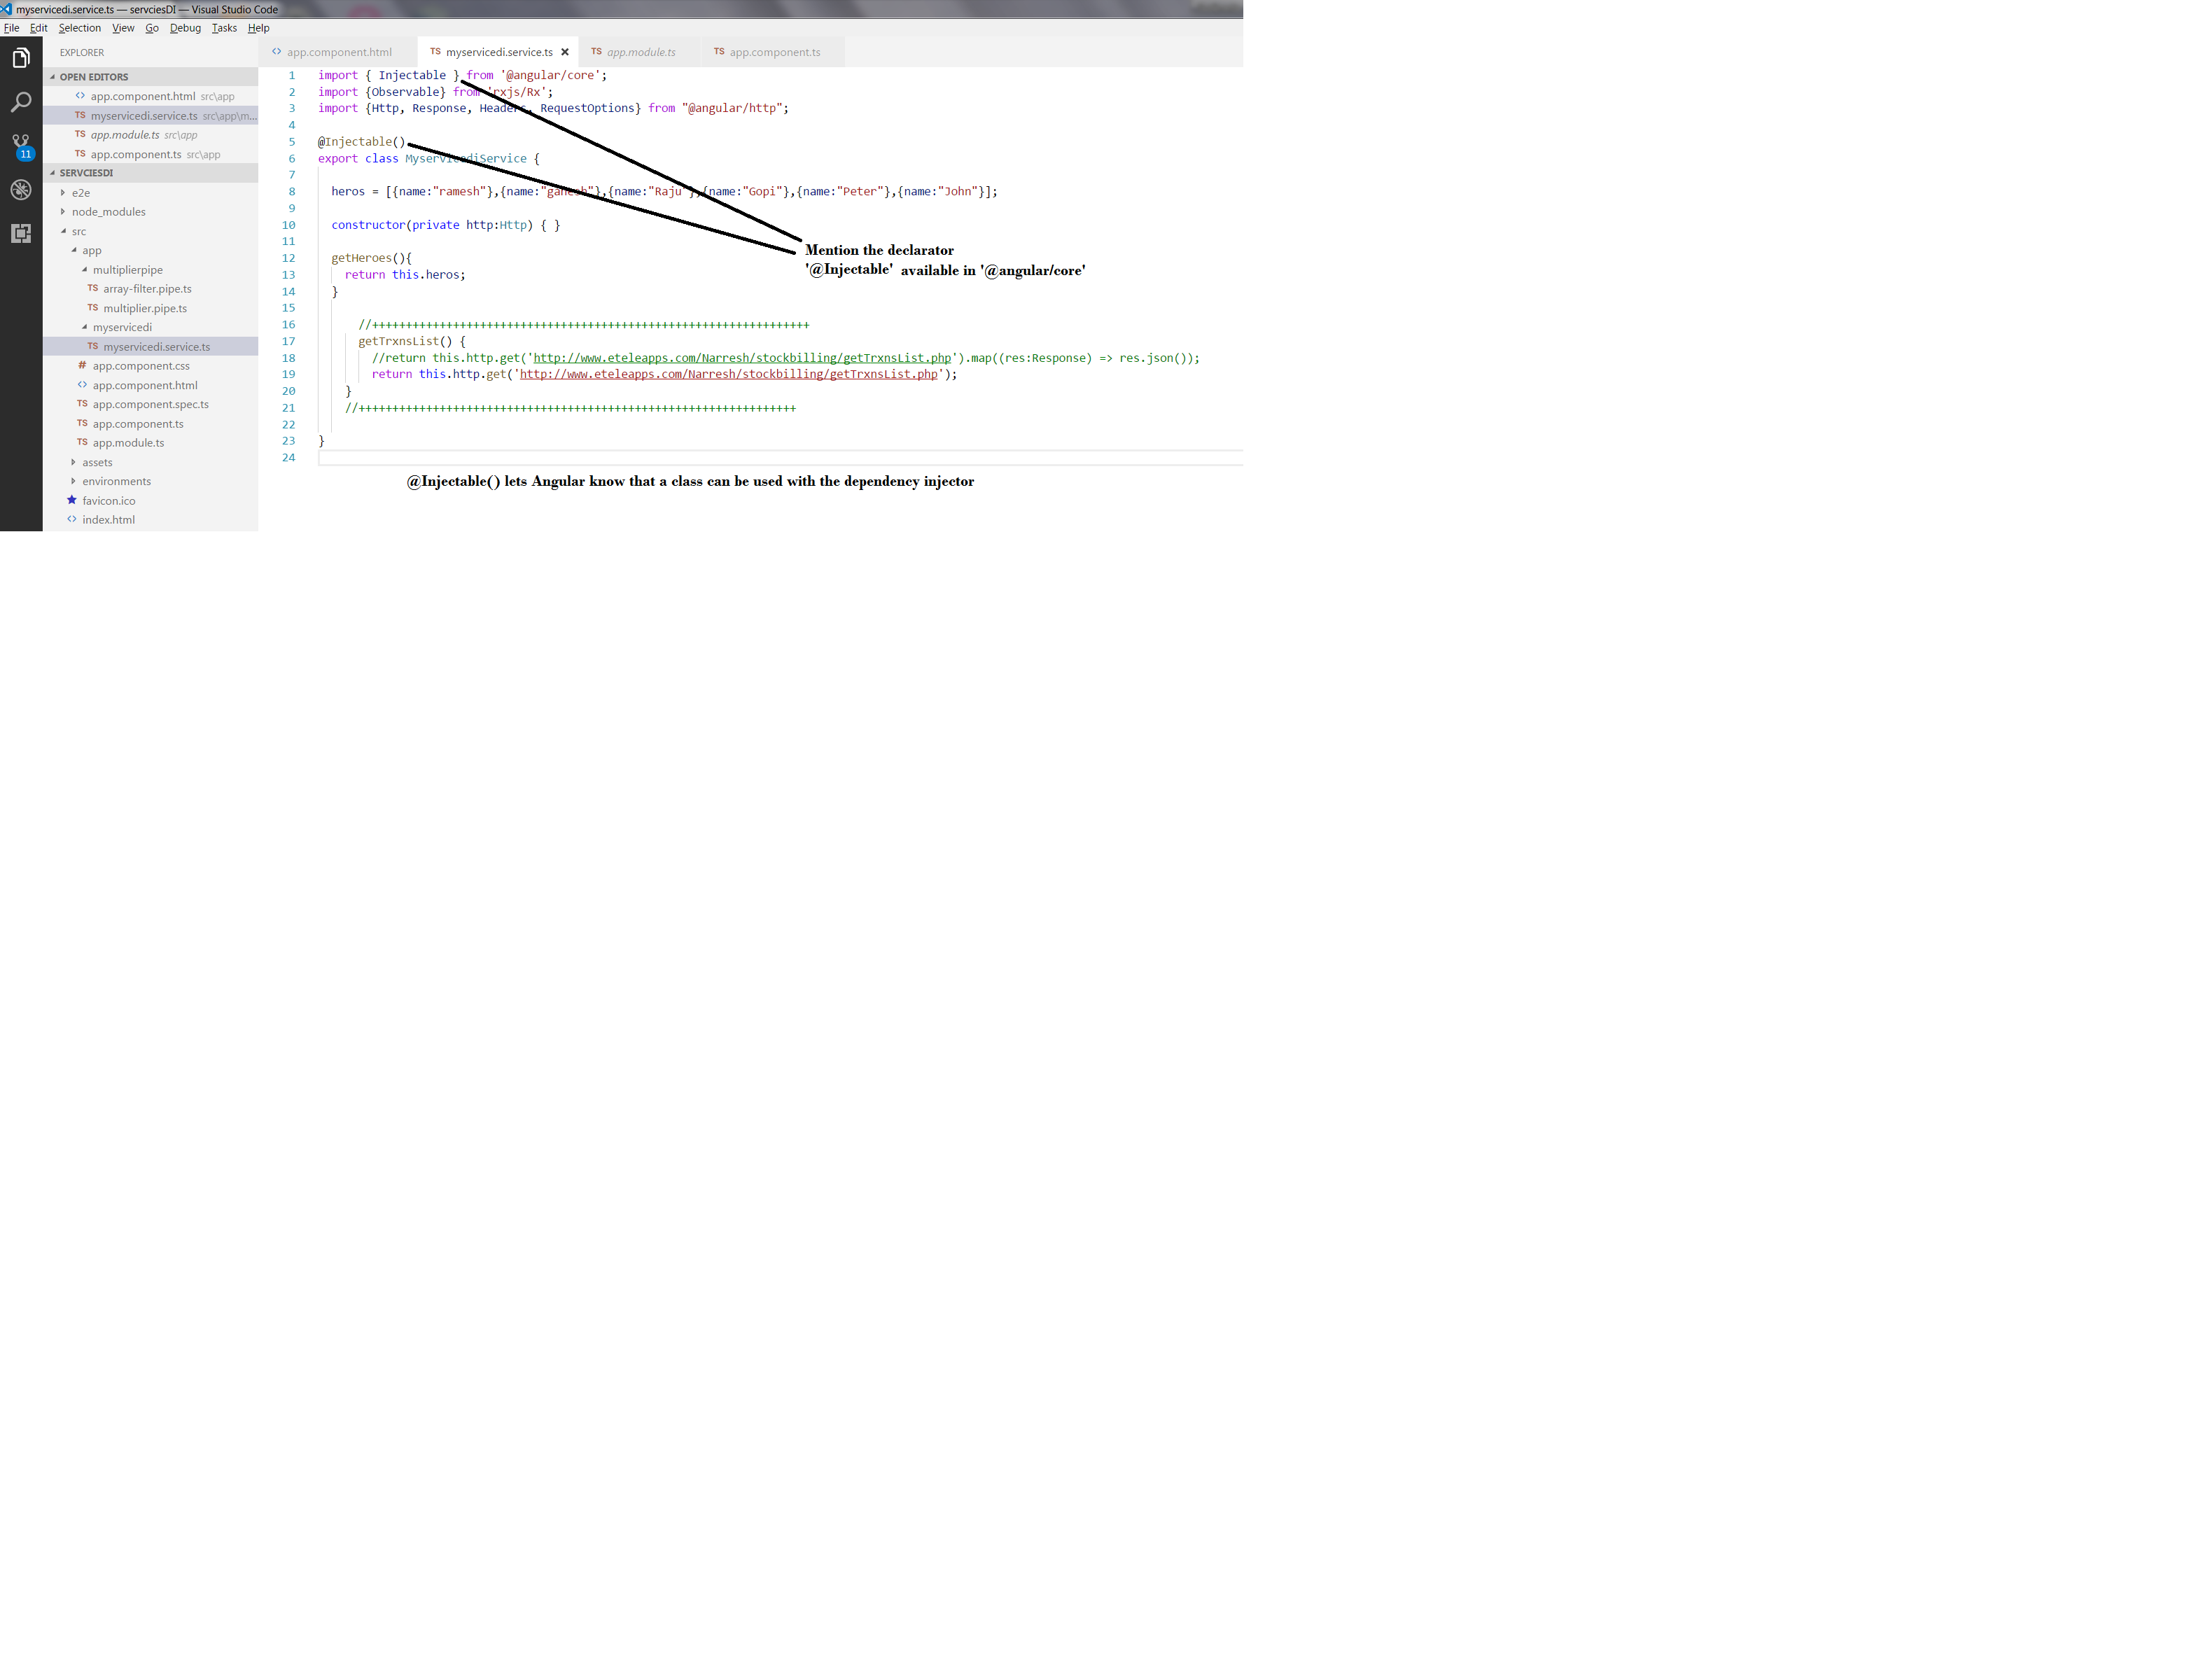 myservicedi.service.ts — servciesDI — Visual Studio Code
File Edit Selection View Go Debug Tasks Help
EXPLORER
OPEN EDITORS
app.component.html src\app
TS myservicedi.service.ts src\app\m...
TS app.module.ts src\app
TS app.component.ts src\app
11
SERVCIESDI
e2e
node_modules
src
app
multiplierpipe
TS array-filter.pipe.ts
TS multiplier.pipe.ts
myservicedi
TS myservicedi.service.ts
# app.component.css
<> app.component.html
TS app.component.spec.ts
TS app.component.ts
TS app.module.ts
assets
environments
favicon.ico
<> index.html
<> app.component.html TS myservicedi.service.ts × TS app.module.ts TS app.component.ts
1 import { Injectable } from '@angular/core';
2 import {Observable} from 'rxjs/Rx';
3 import {Http, Response, Headers, RequestOptions} from "@angular/http";
4
5 @Injectable()
6 export class MyservicediService {
7
8 heros = [{name:"ramesh"},{name:"ganesh"},{name:"Raju"},{name:"Gopi"},{name:"Peter"},{name:"John"}];
9
10 constructor(private http:Http) { }
11
12 getHeroes(){
13 return this.heros;
14 }
15
16 //+++++++++++++++++++++++++++++++++++++++++++++++++++++++++++++++++
17 getTrxnsList() {
18 //return this.http.get('http://www.eteleapps.com/Narresh/stockbilling/getTrxnsList.php').map((res:Response) => res.json());
19 return this.http.get('http://www.eteleapps.com/Narresh/stockbilling/getTrxnsList.php');
20 }
21 //+++++++++++++++++++++++++++++++++++++++++++++++++++++++++++++++++
22
23 }
24
Mention the declarator
'@Injectable' available in '@angular/core'
@Injectable() lets Angular know that a class can be used with the dependency injector